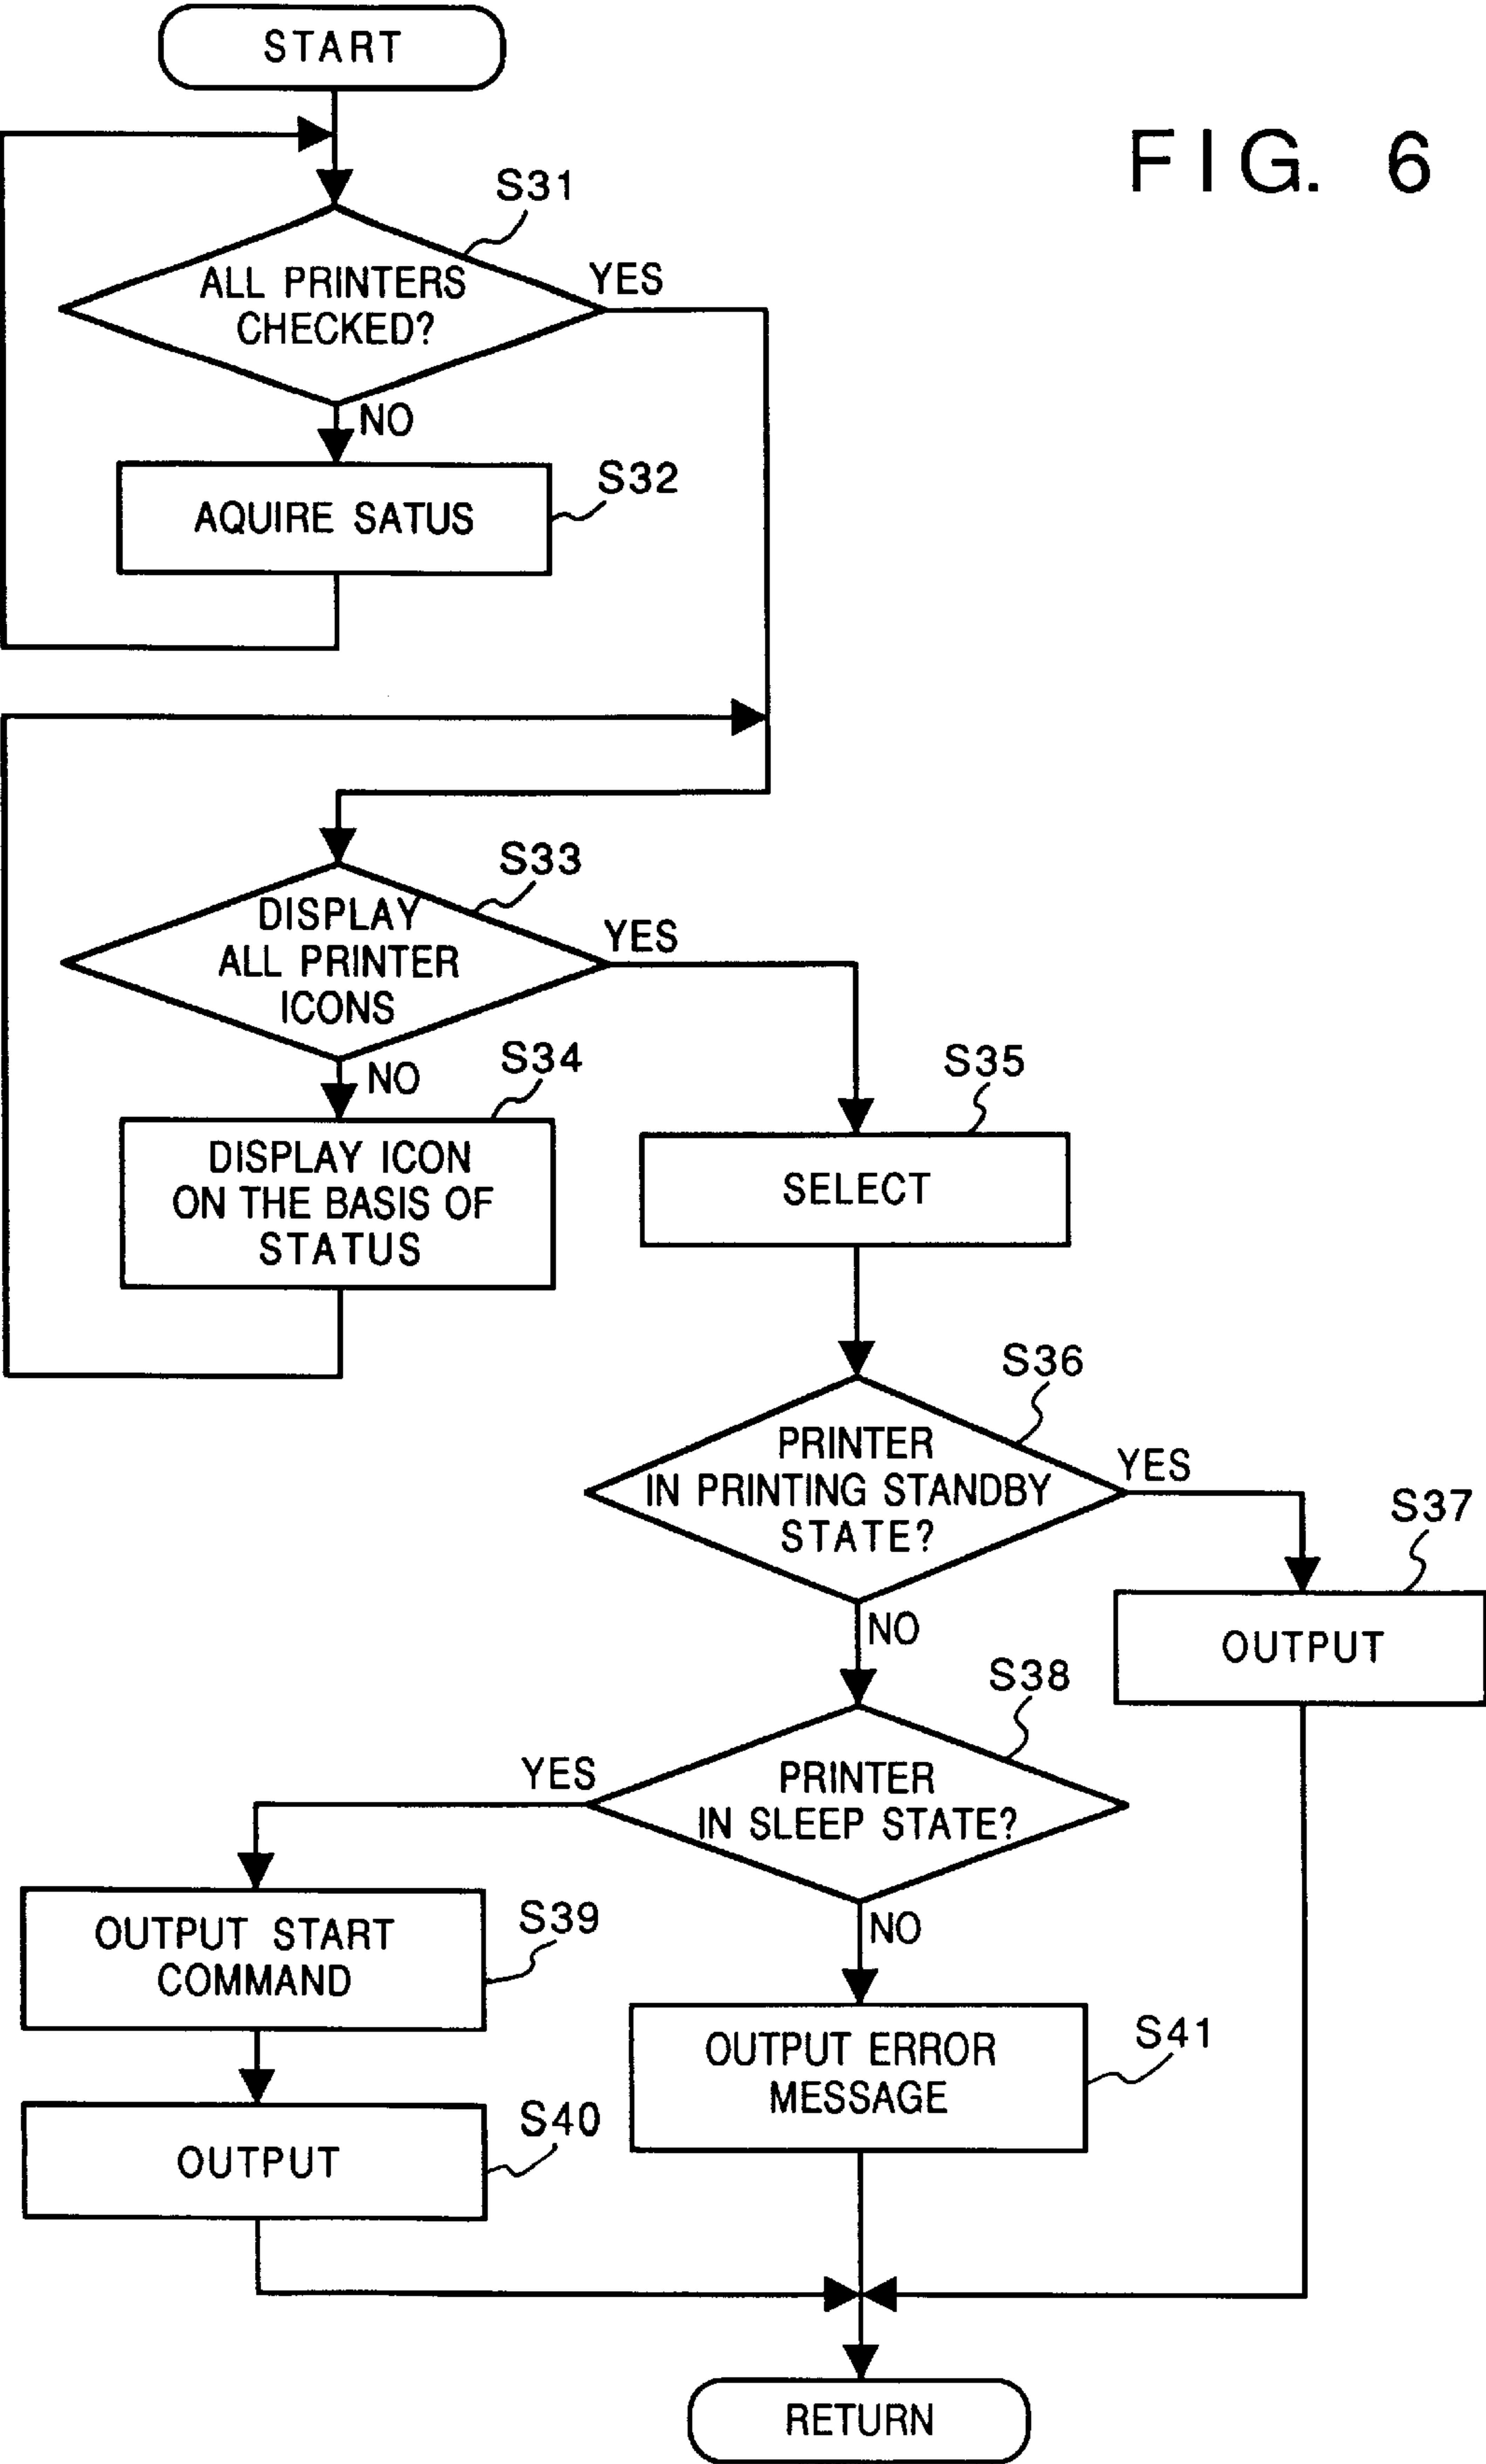 START
FIG. 6
S31
ALL PRINTERS
CHECKED?
YES
NO
S32
AQUIRE SATUS
S33
DISPLAY
ALL PRINTER
ICONS
YES
NO
S34
DISPLAY ICON
ON THE BASIS OF
STATUS
S35
SELECT
S36
PRINTER
IN PRINTING STANDBY
STATE?
YES
NO
S37
OUTPUT
S38
PRINTER
IN SLEEP STATE?
YES
NO
S39
OUTPUT START
COMMAND
S40
OUTPUT
S41
OUTPUT ERROR
MESSAGE
RETURN